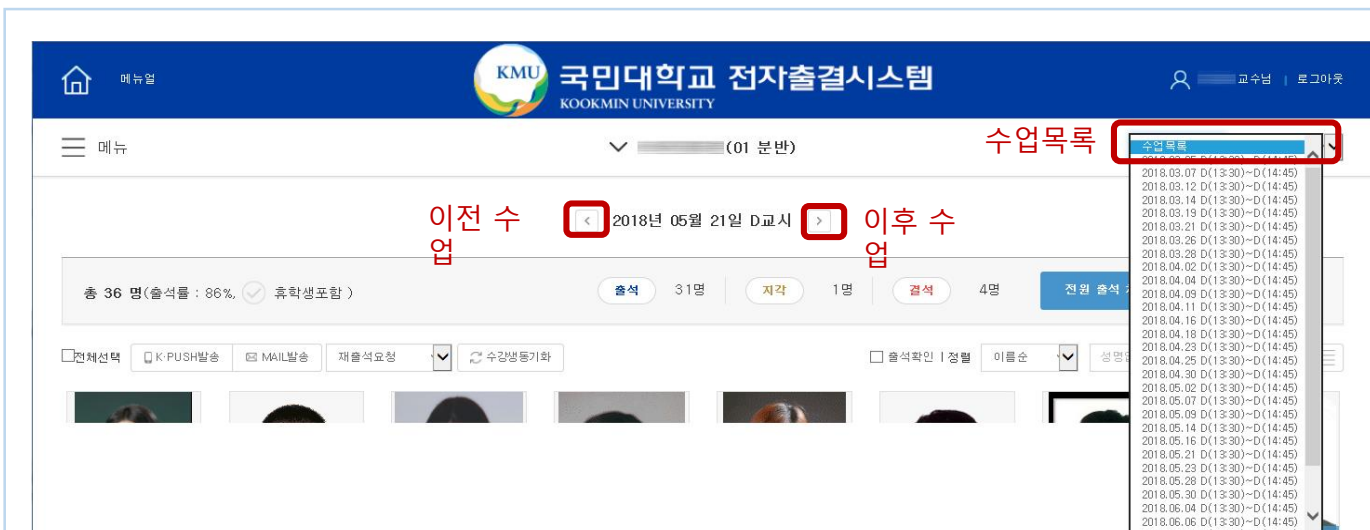 메뉴얼
KMU 국민대학교 전자출결시스템
KOOKMIN UNIVERSITY
교수님 | 로그아웃
메뉴
(01 분반)
수업목록
수업목록
2018.03.05 D(13:30)~D(14:45)
2018.03.07 D(13:30)~D(14:45)
2018.03.12 D(13:30)~D(14:45)
2018.03.14 D(13:30)~D(14:45)
2018.03.19 D(13:30)~D(14:45)
2018.03.21 D(13:30)~D(14:45)
2018.03.26 D(13:30)~D(14:45)
2018.03.28 D(13:30)~D(14:45)
2018.04.02 D(13:30)~D(14:45)
2018.04.04 D(13:30)~D(14:45)
2018.04.09 D(13:30)~D(14:45)
2018.04.11 D(13:30)~D(14:45)
2018.04.16 D(13:30)~D(14:45)
2018.04.18 D(13:30)~D(14:45)
2018.04.23 D(13:30)~D(14:45)
2018.04.25 D(13:30)~D(14:45)
2018.04.30 D(13:30)~D(14:45)
2018.05.02 D(13:30)~D(14:45)
2018.05.07 D(13:30)~D(14:45)
2018.05.09 D(13:30)~D(14:45)
2018.05.14 D(13:30)~D(14:45)
2018.05.16 D(13:30)~D(14:45)
2018.05.21 D(13:30)~D(14:45)
2018.05.23 D(13:30)~D(14:45)
2018.05.28 D(13:30)~D(14:45)
2018.05.30 D(13:30)~D(14:45)
2018.06.04 D(13:30)~D(14:45)
2018.06.06 D(13:30)~D(14:45)
이전 수
업
< 2018년 05월 21일 D교시 >
이후 수
업
총 36 명(출석률 : 86%, 휴학생포함 )
출석 31명 | 지각 1명 | 결석 4명
전원 출석
전체선택 K-PUSH발송 MAIL발송 재출석요청 수강생동기화
출석확인 | 정렬 이름순 성명